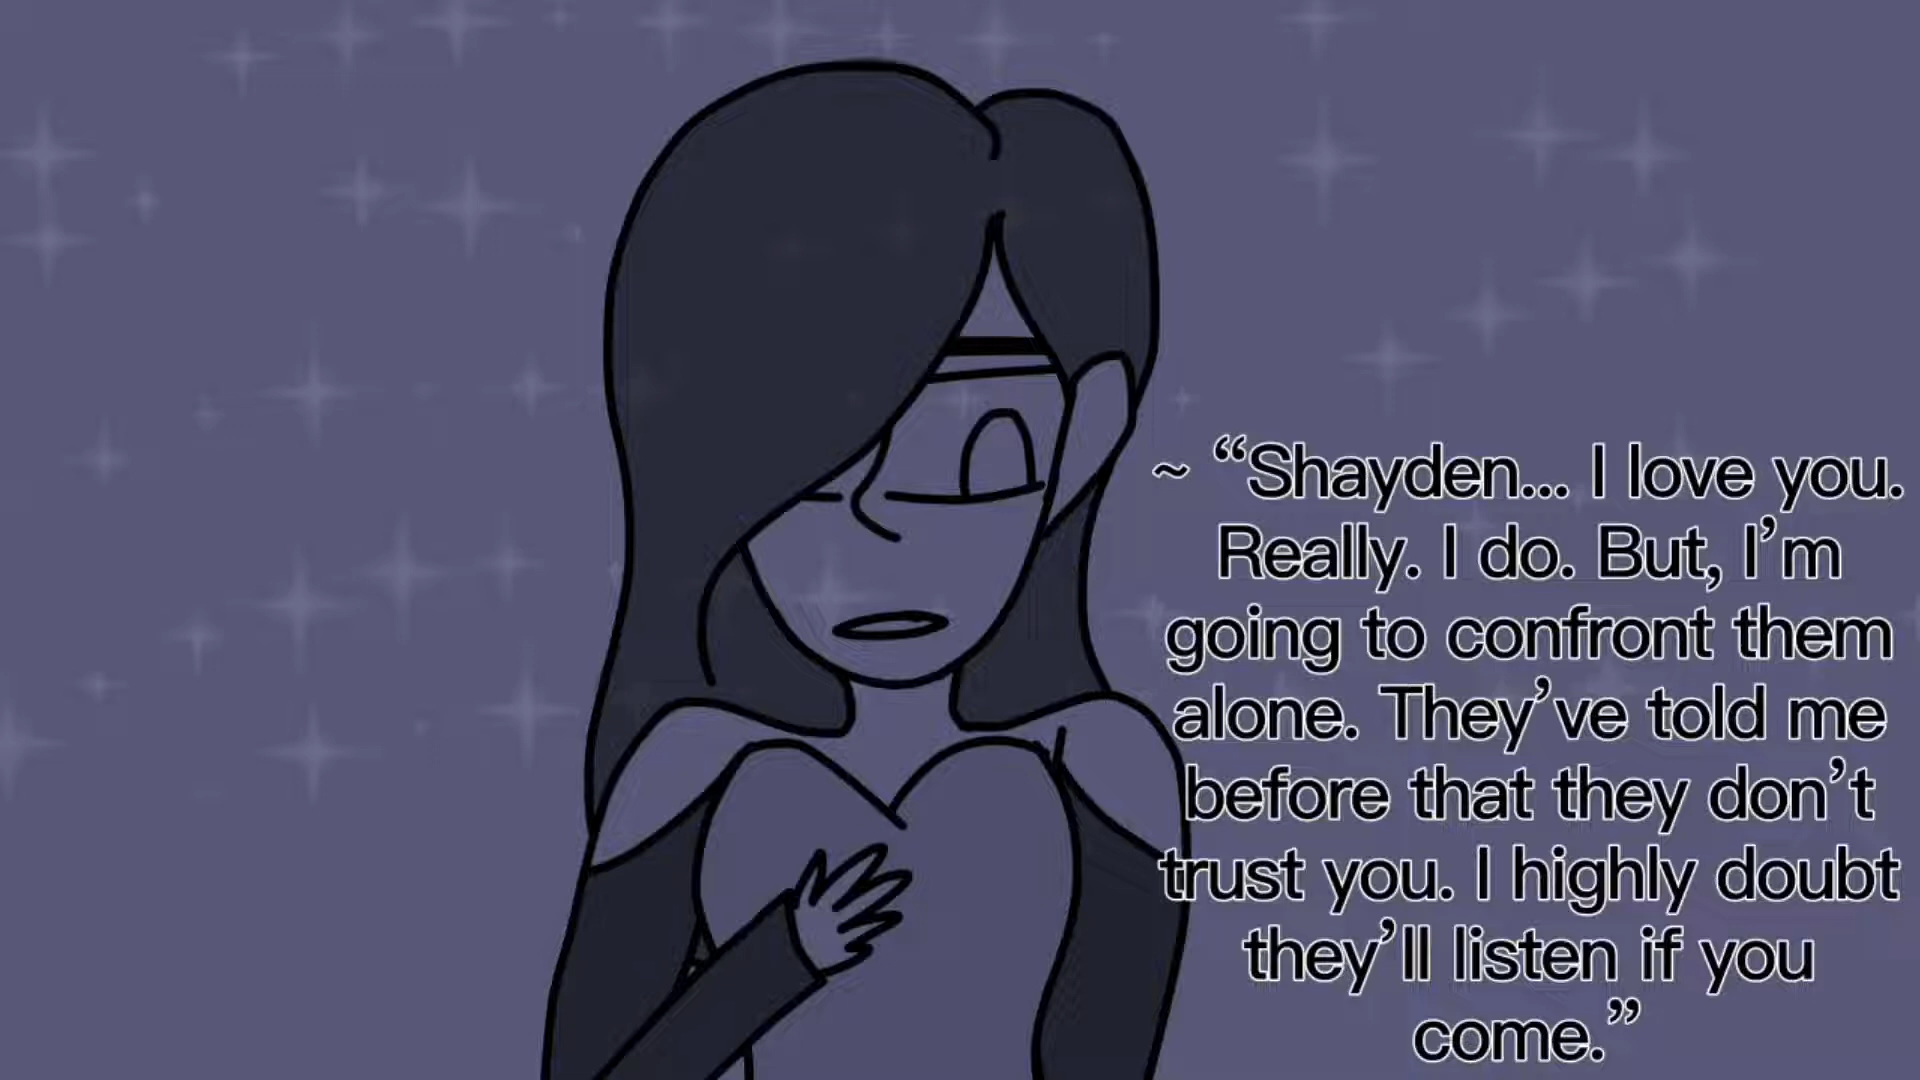 ~ “Shayden... I love you.
Really. I do. But, I’m
going to confront them
alone. They’ve told me
before that they don’t
trust you. I highly doubt
they’ll listen if you
come.”